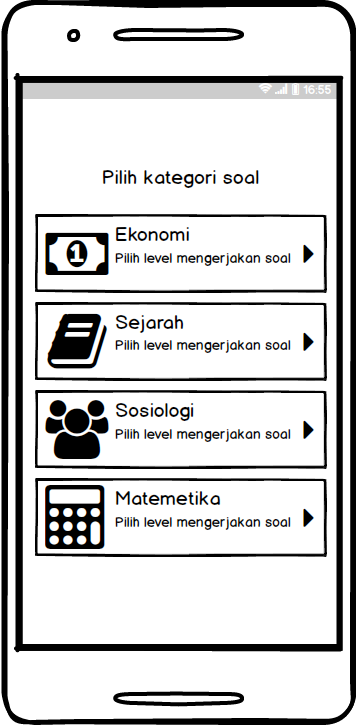 16:55
Pilih kategori soal
1
Ekonomi
Pilih level mengerjakan soal
Sejarah
Pilih level mengerjakan soal
Sosiologi
Pilih level mengerjakan soal
Matemetika
Pilih level mengerjakan soal